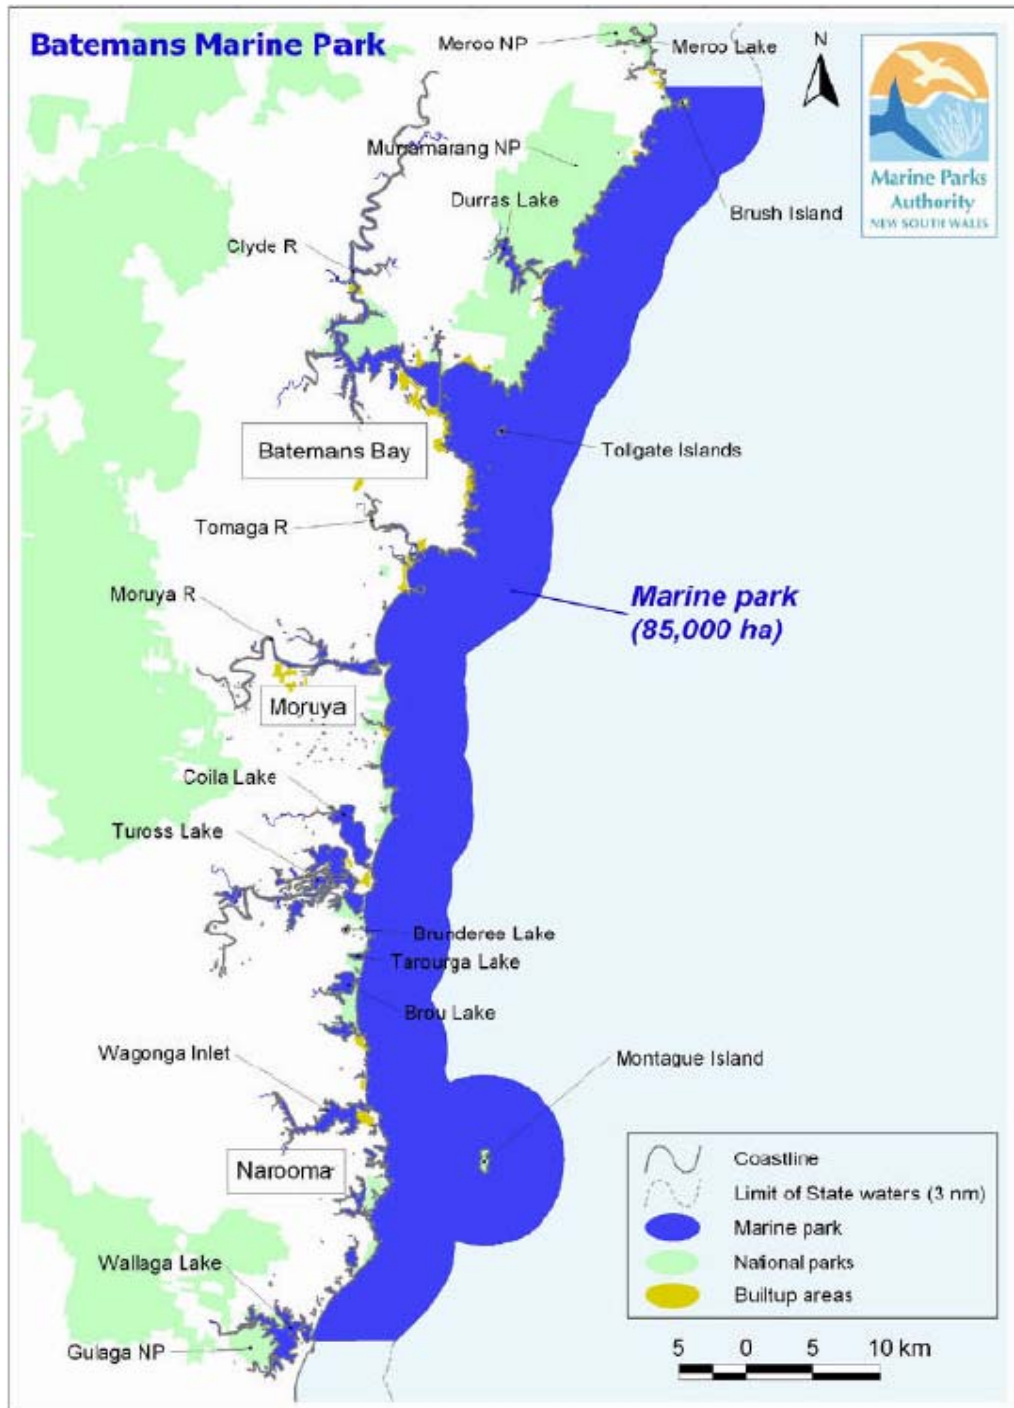 Batemans Marine Park
Meroo NP
Meroo Lake
N
Murramarang NP
Durras Lake
Marine Parks
Authority
NEW SOUTH WALES
Brush Island
Clyde R
Batemans Bay
Tollgate Islands
Tomaga R
Moruya R
Marine park
(85,000 ha)
Moruya
Coila Lake
Tuross Lake
Brunderee Lake
Tarourga Lake
Brou Lake
Wagonga Inlet
Montague Island
Narooma
Coastline
Limit of State waters (3 nm)
Marine park
National parks
Builtup areas
Wallaga Lake
Gulaga NP
5 0 5 10 km